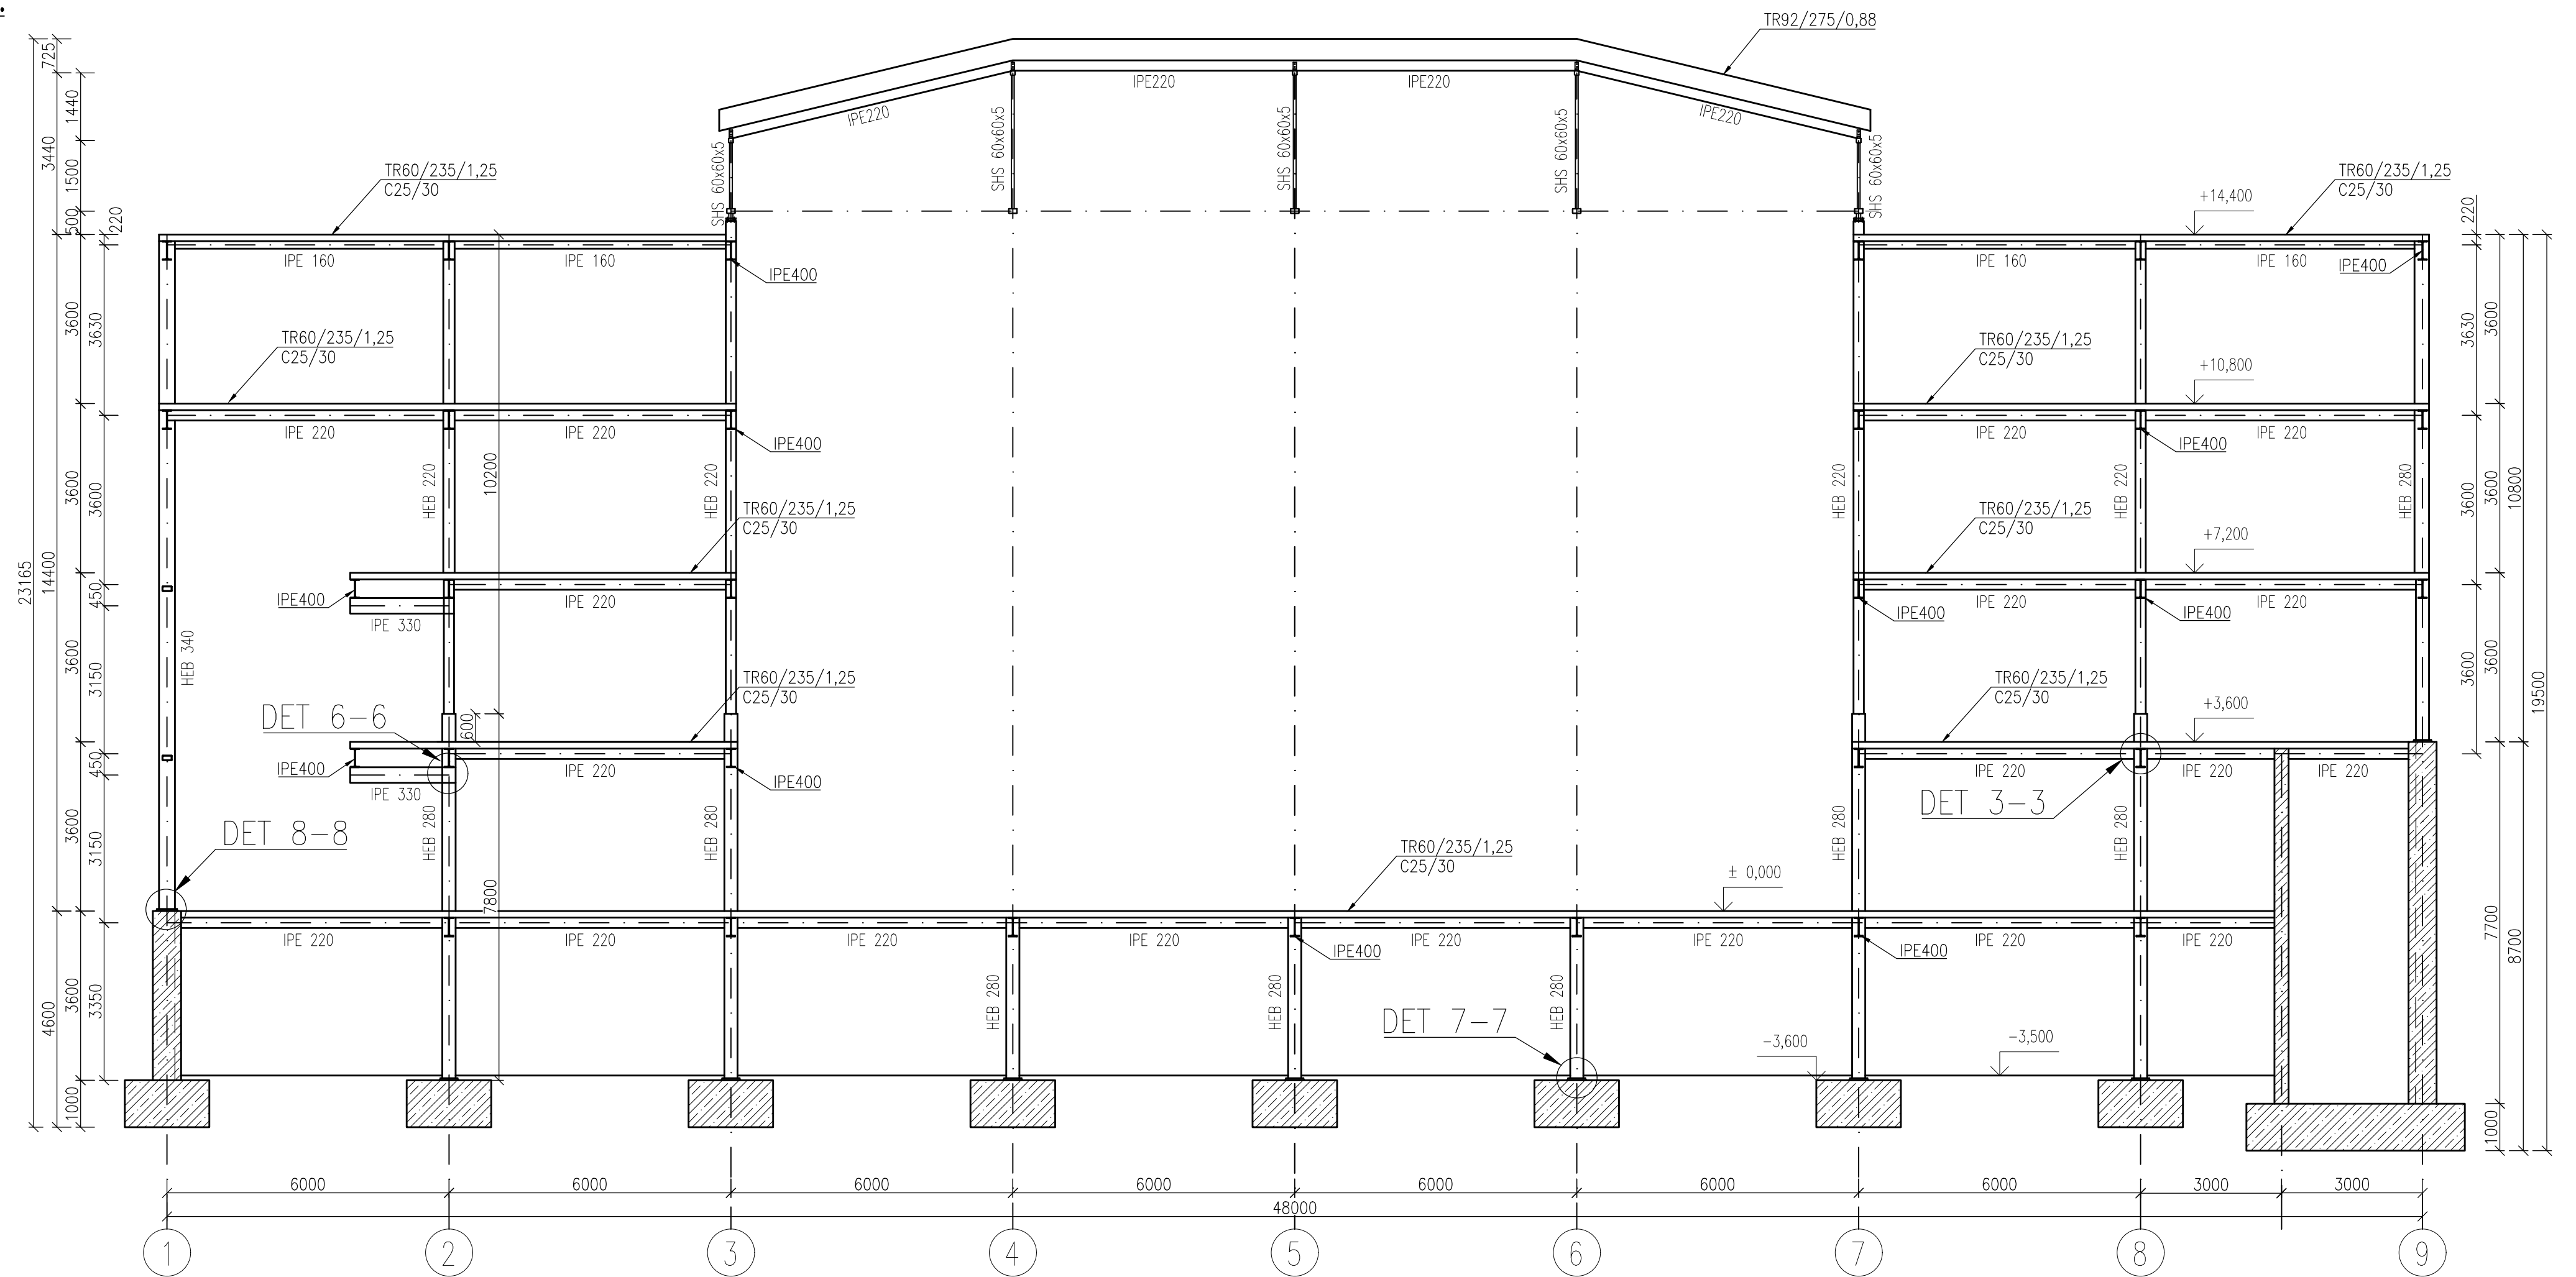 TR92/275/0,88
IPE220
IPE220
IPE220
IPE220
SHS 60x60x5
SHS 60x60x5
SHS 60x60x5
SHS 60x60x5
SHS 60x60x5
725
3440
1440
1500
500
220
23165
14400
4600
3600
3600
3600
3600
3600
1000
3630
3600
450
3150
450
3150
3350
TR60/235/1,25
C25/30
TR60/235/1,25
C25/30
+14,400
220
IPE 160
IPE 160
IPE400
IPE 160
IPE 160
IPE400
TR60/235/1,25
C25/30
TR60/235/1,25
C25/30
+10,800
3630
3600
IPE 220
IPE 220
IPE400
IPE 220
IPE 220
IPE400
HEB 220
10200
HEB 220
HEB 220
HEB 220
HEB 280
3600
3600
10800
19500
TR60/235/1,25
C25/30
TR60/235/1,25
C25/30
+7,200
IPE400
IPE 220
IPE 330
IPE 220
IPE400
IPE 220
IPE400
HEB 340
3600
3600
TR60/235/1,25
C25/30
TR60/235/1,25
C25/30
+3,600
DET 6-6
600
IPE400
IPE 220
IPE 330
IPE400
IPE 220
IPE 220
IPE 220
DET 3-3
DET 8-8
HEB 280
HEB 280
HEB 280
HEB 280
7800
TR60/235/1,25
C25/30
± 0,000
7700
8700
IPE 220
IPE 220
IPE 220
IPE 220
IPE 220
IPE 220
IPE 220
IPE 220
IPE400
IPE400
HEB 280
HEB 280
HEB 280
DET 7-7
-3,600
-3,500
1000
6000
6000
6000
6000
6000
6000
6000
3000
3000
48000
1
2
3
4
5
6
7
8
9